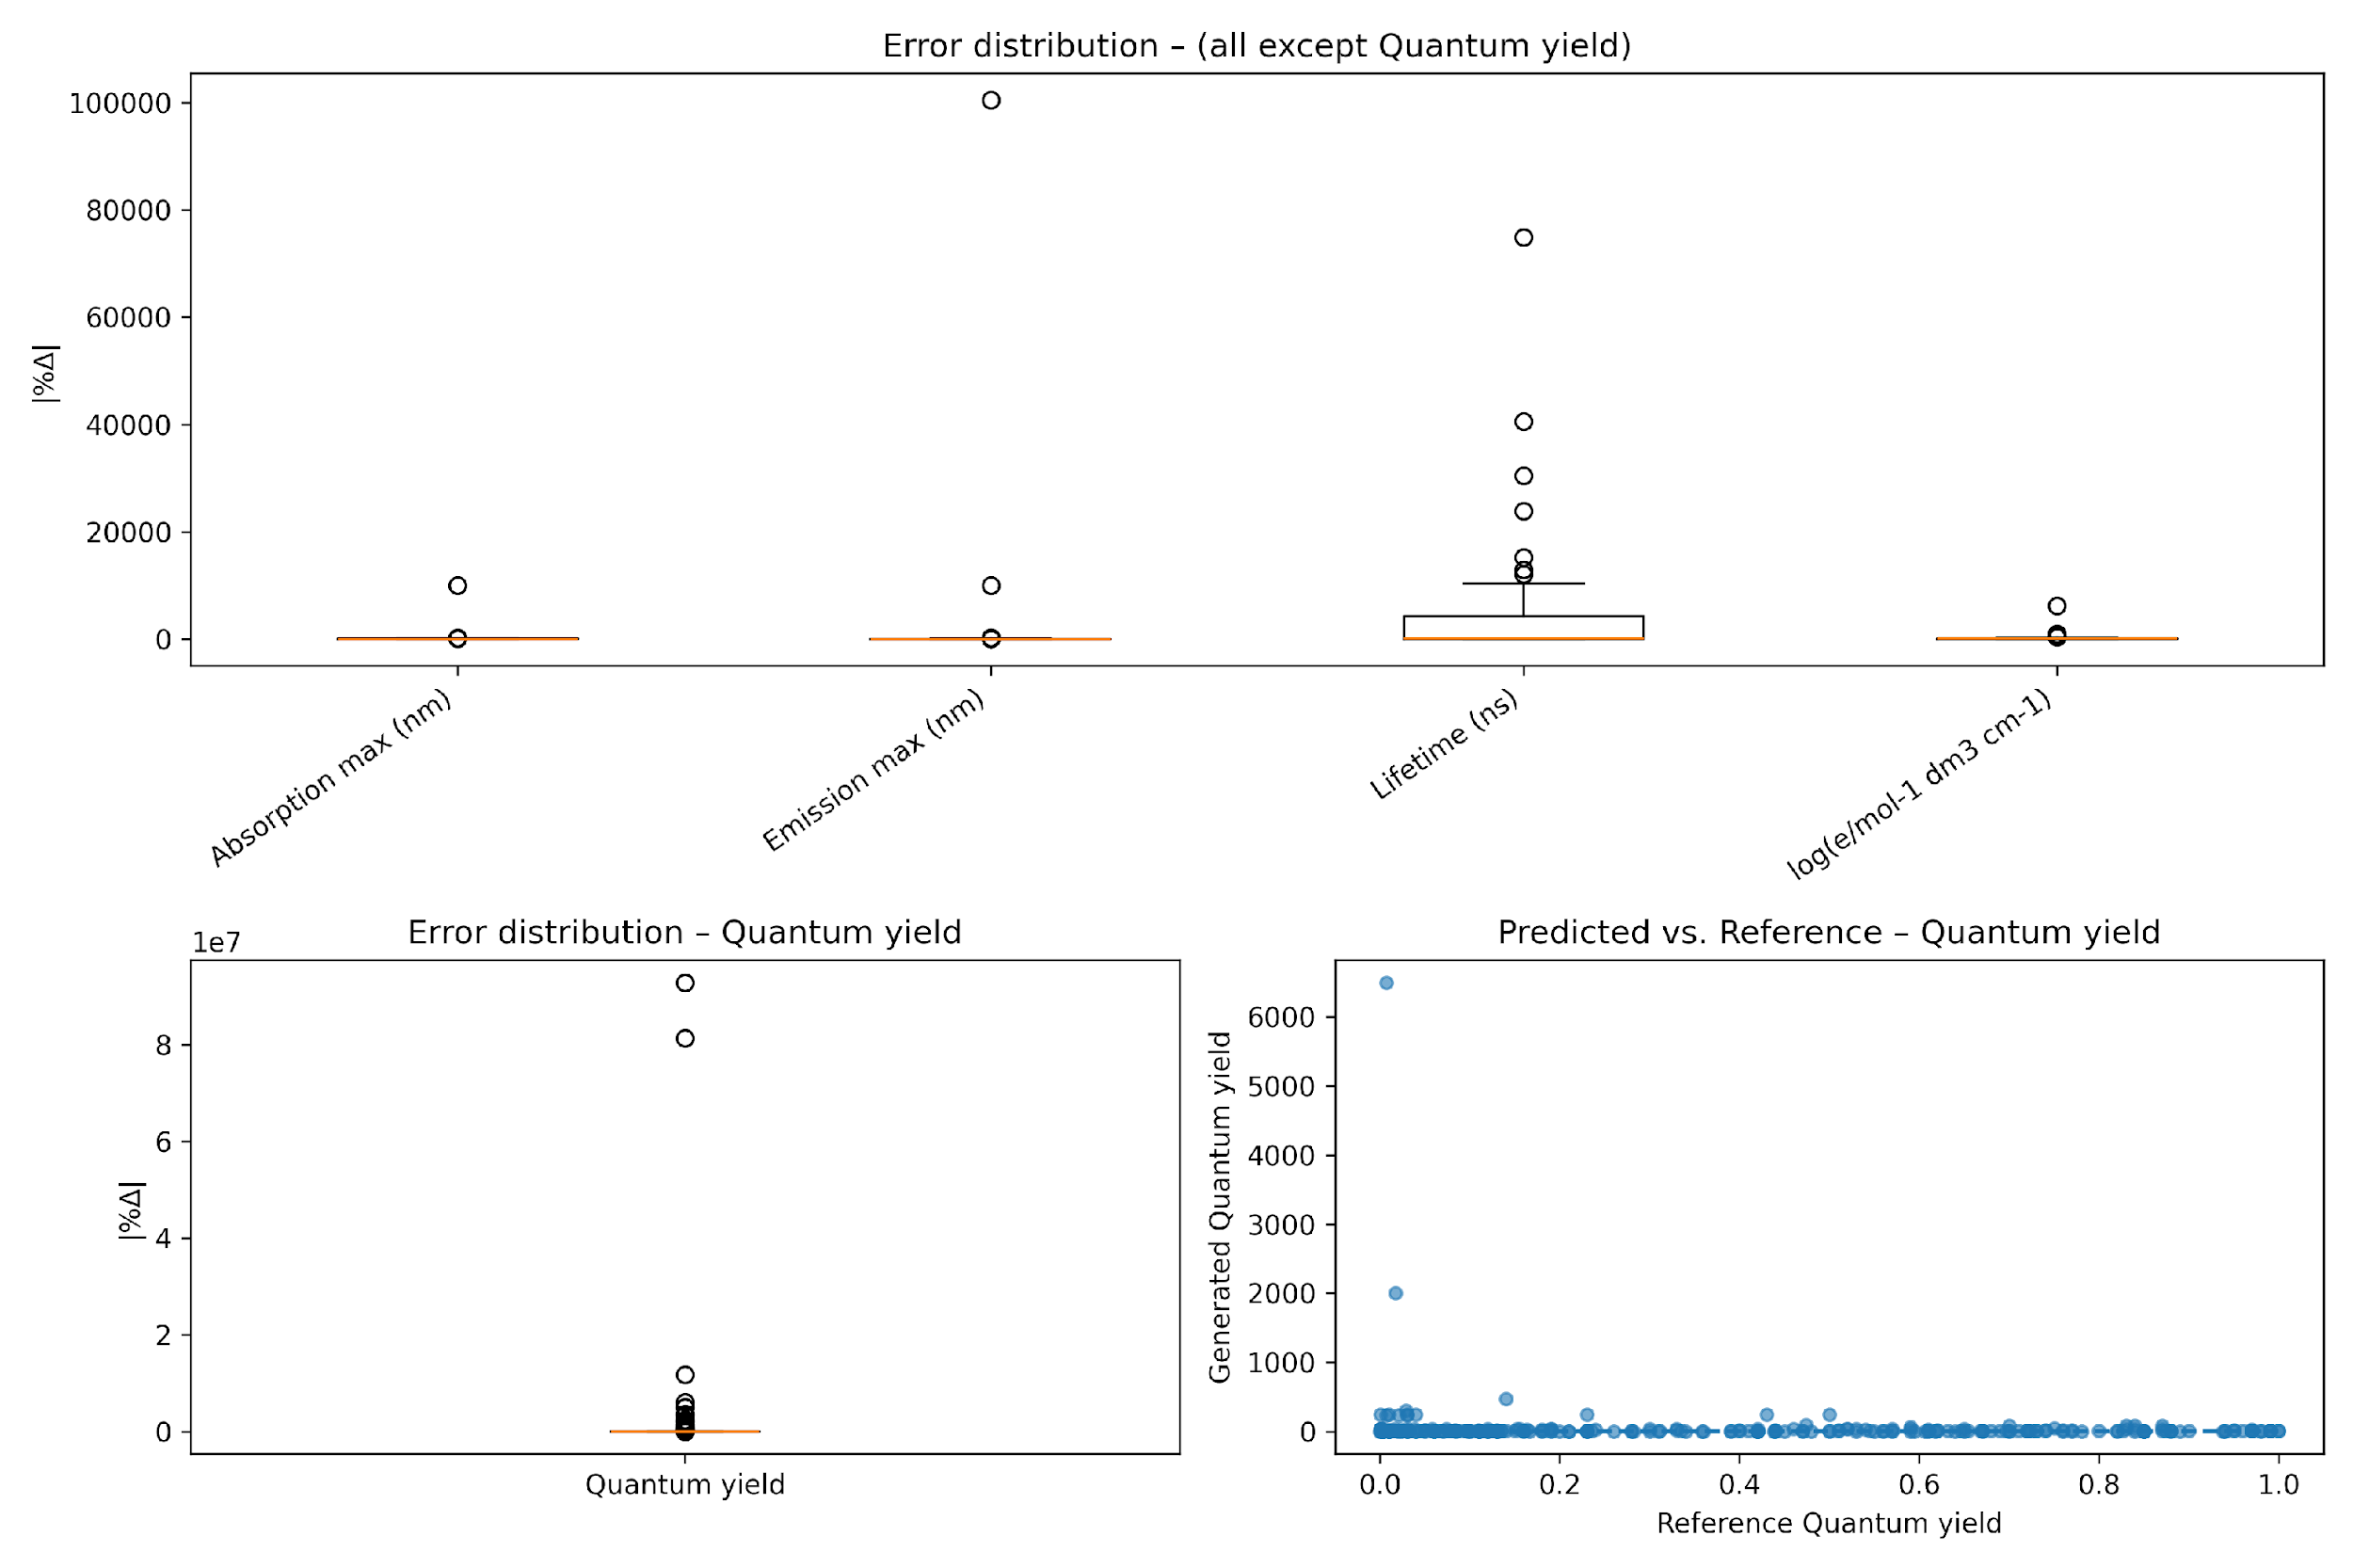 Error distribution – (all except Quantum yield)
|%Δ|
100000
80000
60000
40000
20000
0
Absorption max (nm)
Emission max (nm)
Lifetime (ns)
log(e/mol-1 dm3 cm-1)
Error distribution – Quantum yield
1e7
|%Δ|
8
6
4
2
0
Quantum yield
Predicted vs. Reference – Quantum yield
Generated Quantum yield
6000
5000
4000
3000
2000
1000
0
0.0 0.2 0.4 0.6 0.8 1.0
Reference Quantum yield